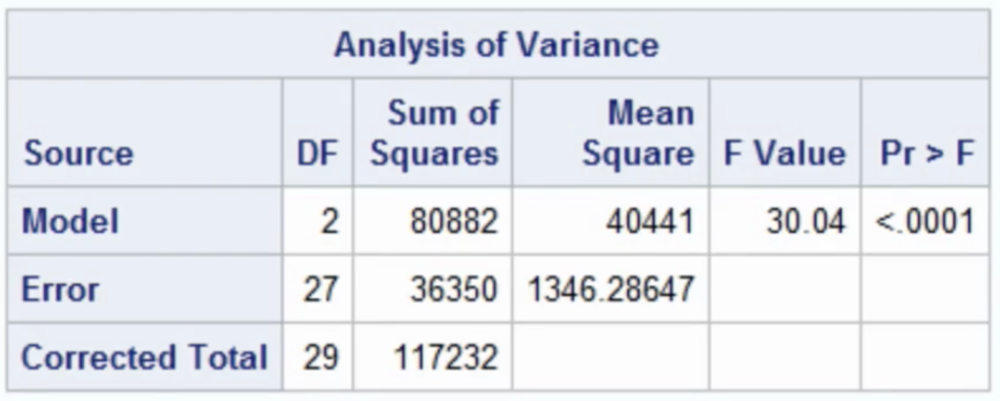 Analysis of Variance
Source DF Sum of Squares Mean Square F Value Pr > F
Model 2 80882 40441 30.04 <.0001
Error 27 36350 1346.28647
Corrected Total 29 117232